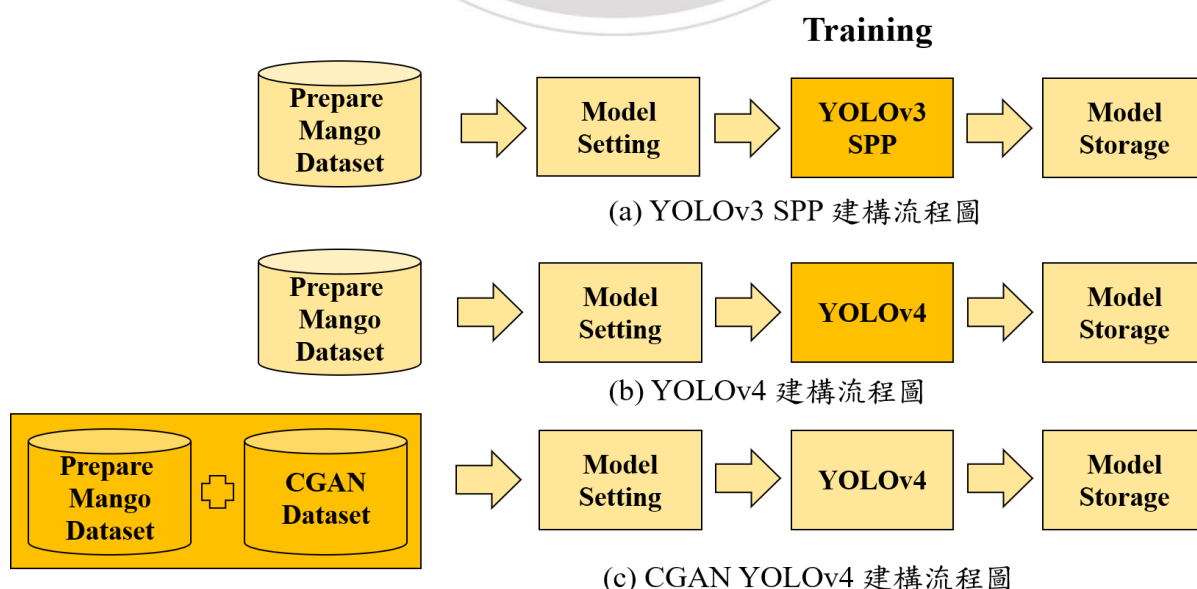 Training
Prepare
Mango
Dataset
Model
Setting
YOLOv3
SPP
Model
Storage
(a) YOLOv3 SPP 建構流程圖
Prepare
Mango
Dataset
Model
Setting
YOLOv4
Model
Storage
(b) YOLOv4 建構流程圖
Prepare
Mango
Dataset
CGAN
Dataset
Model
Setting
YOLOv4
Model
Storage
(c) CGAN YOLOv4 建構流程圖